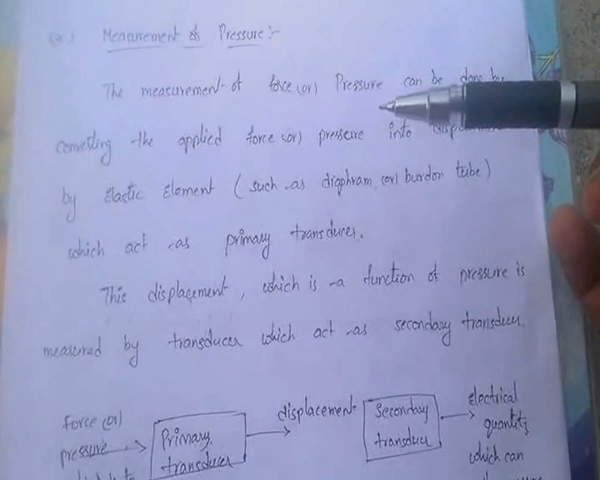 Measurement of Pressure:-
The measurement of force (or) Pressure can be done by
converting the applied force (or) pressure into
by Elastic Element (such as diaphram (or) burdon tube)
which act as primary transducer.
This displacement, which is a function of pressure is
measured by transducer which act as secondary transducer.
Force (or)
pressure
Primary
transducer
displacement
Secondary
transducer
electrical
quantity
which can